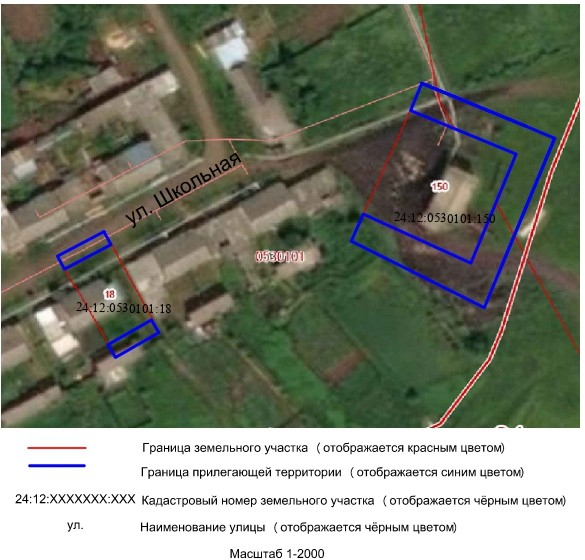 ул. Школьная
150
24:12:0530101:150
0530101
18
24:12:0530101:18
Граница земельного участка ( отображается красным цветом)
Граница прилегающей территории ( отображается синим цветом)
24:12:XXXXXXX:XXX Кадастровый номер земельного участка ( отображается чёрным цветом)
ул. Наименование улицы ( отображается чёрным цветом)
Масштаб 1-2000